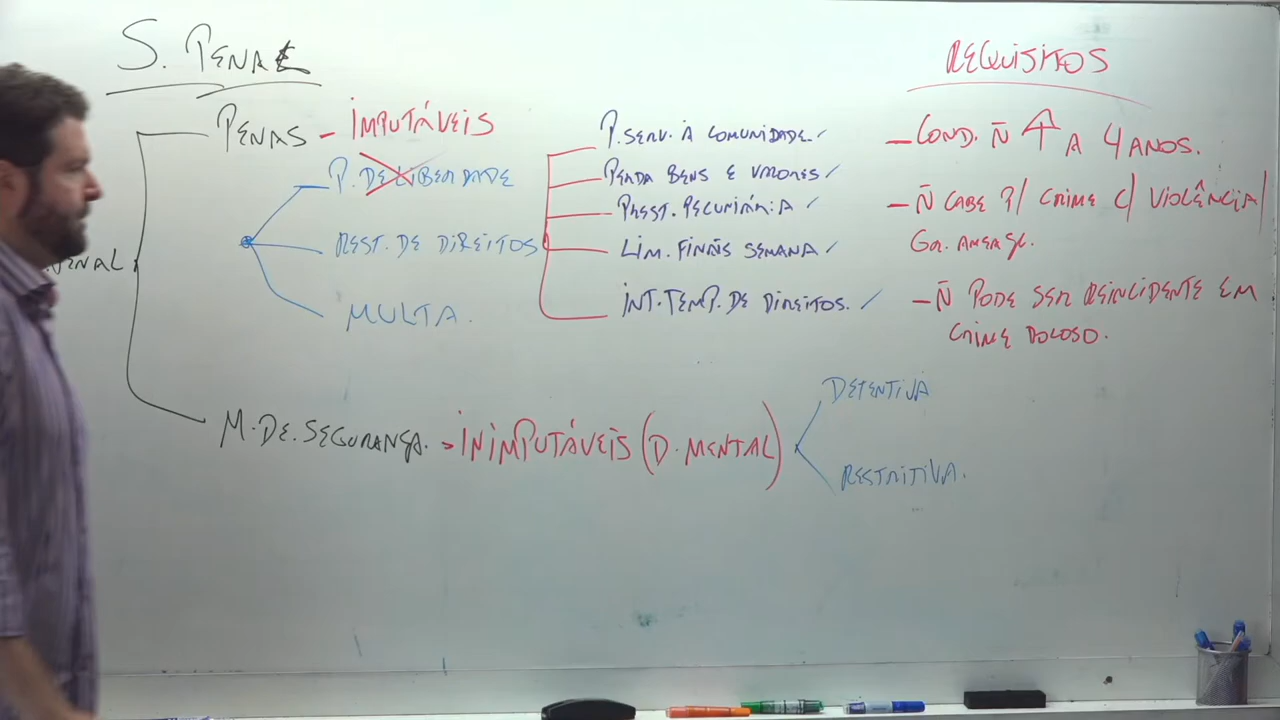 S. PENAL
PENAS - IMPUTÁVEIS
P. DE LIBERDADE
REST. DE DIREITOS
MULTA.
P. SERV. À COMUNIDADE
PERDA BENS E VALORES
PREST. PECUNIÁRIA
LIM. FINAIS SEMANA
INT. TEMP. DE DIREITOS.
REQUISITOS
- COND. Ñ ↑ A 4 ANOS.
- Ñ CABE P/ CRIME C/ VIOLÊNCIA/
GR. AMEAÇ.
- Ñ PODE SER REINCIDENTE EM
CRIME DOLOSO.
M. DE. SEGURANÇA. → INIMPUTÁVEIS (D. MENTAL)
DETENTIVA
RESTRITIVA.